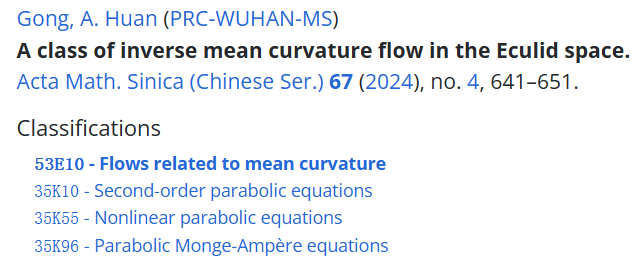 Gong, A. Huan (PRC-WUHAN-MS)
A class of inverse mean curvature flow in the Eculid space.
Acta Math. Sinica (Chinese Ser.) 67 (2024), no. 4, 641–651.
Classifications
53E10 - Flows related to mean curvature
35K10 - Second-order parabolic equations
35K55 - Nonlinear parabolic equations
35K96 - Parabolic Monge-Ampère equations